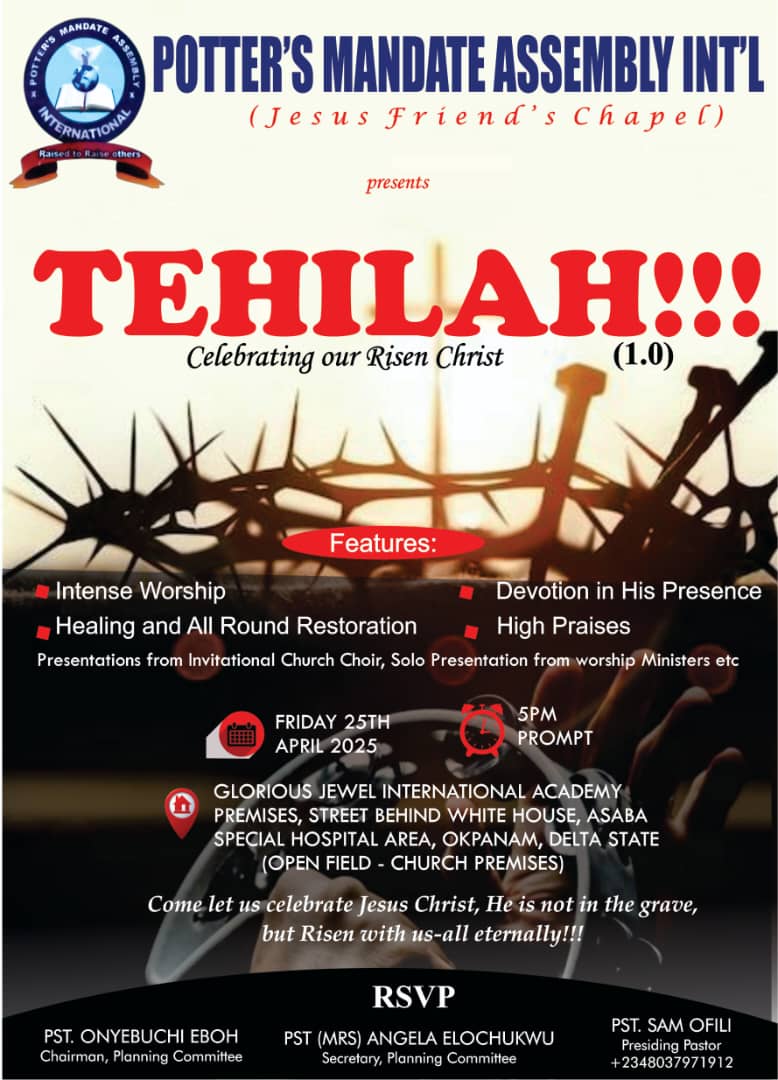 POTTER'S MANDATE ASSEMBLY
INTERNATIONAL
Raised to Raise others
POTTER'S MANDATE ASSEMBLY INT'L
(Jesus Friend's Chapel)
presents
TEHILAH!!!
Celebrating our Risen Christ (1.0)
Features:
Intense Worship
Devotion in His Presence
Healing and All Round Restoration
High Praises
Presentations from Invitational Church Choir, Solo Presentation from worship Ministers etc
FRIDAY 25TH
APRIL 2025
5PM
PROMPT
GLORIOUS JEWEL INTERNATIONAL ACADEMY
PREMISES, STREET BEHIND WHITE HOUSE, ASABA
SPECIAL HOSPITAL AREA, OKPANAM, DELTA STATE
(OPEN FIELD - CHURCH PREMISES)
Come let us celebrate Jesus Christ, He is not in the grave,
but Risen with us-all eternally!!!
RSVP
PST. ONYEBUCHI EBOH
Chairman, Planning Committee
PST (MRS) ANGELA ELOCHUKWU
Secretary, Planning Committee
PST. SAM OFILI
Presiding Pastor
+2348037971912